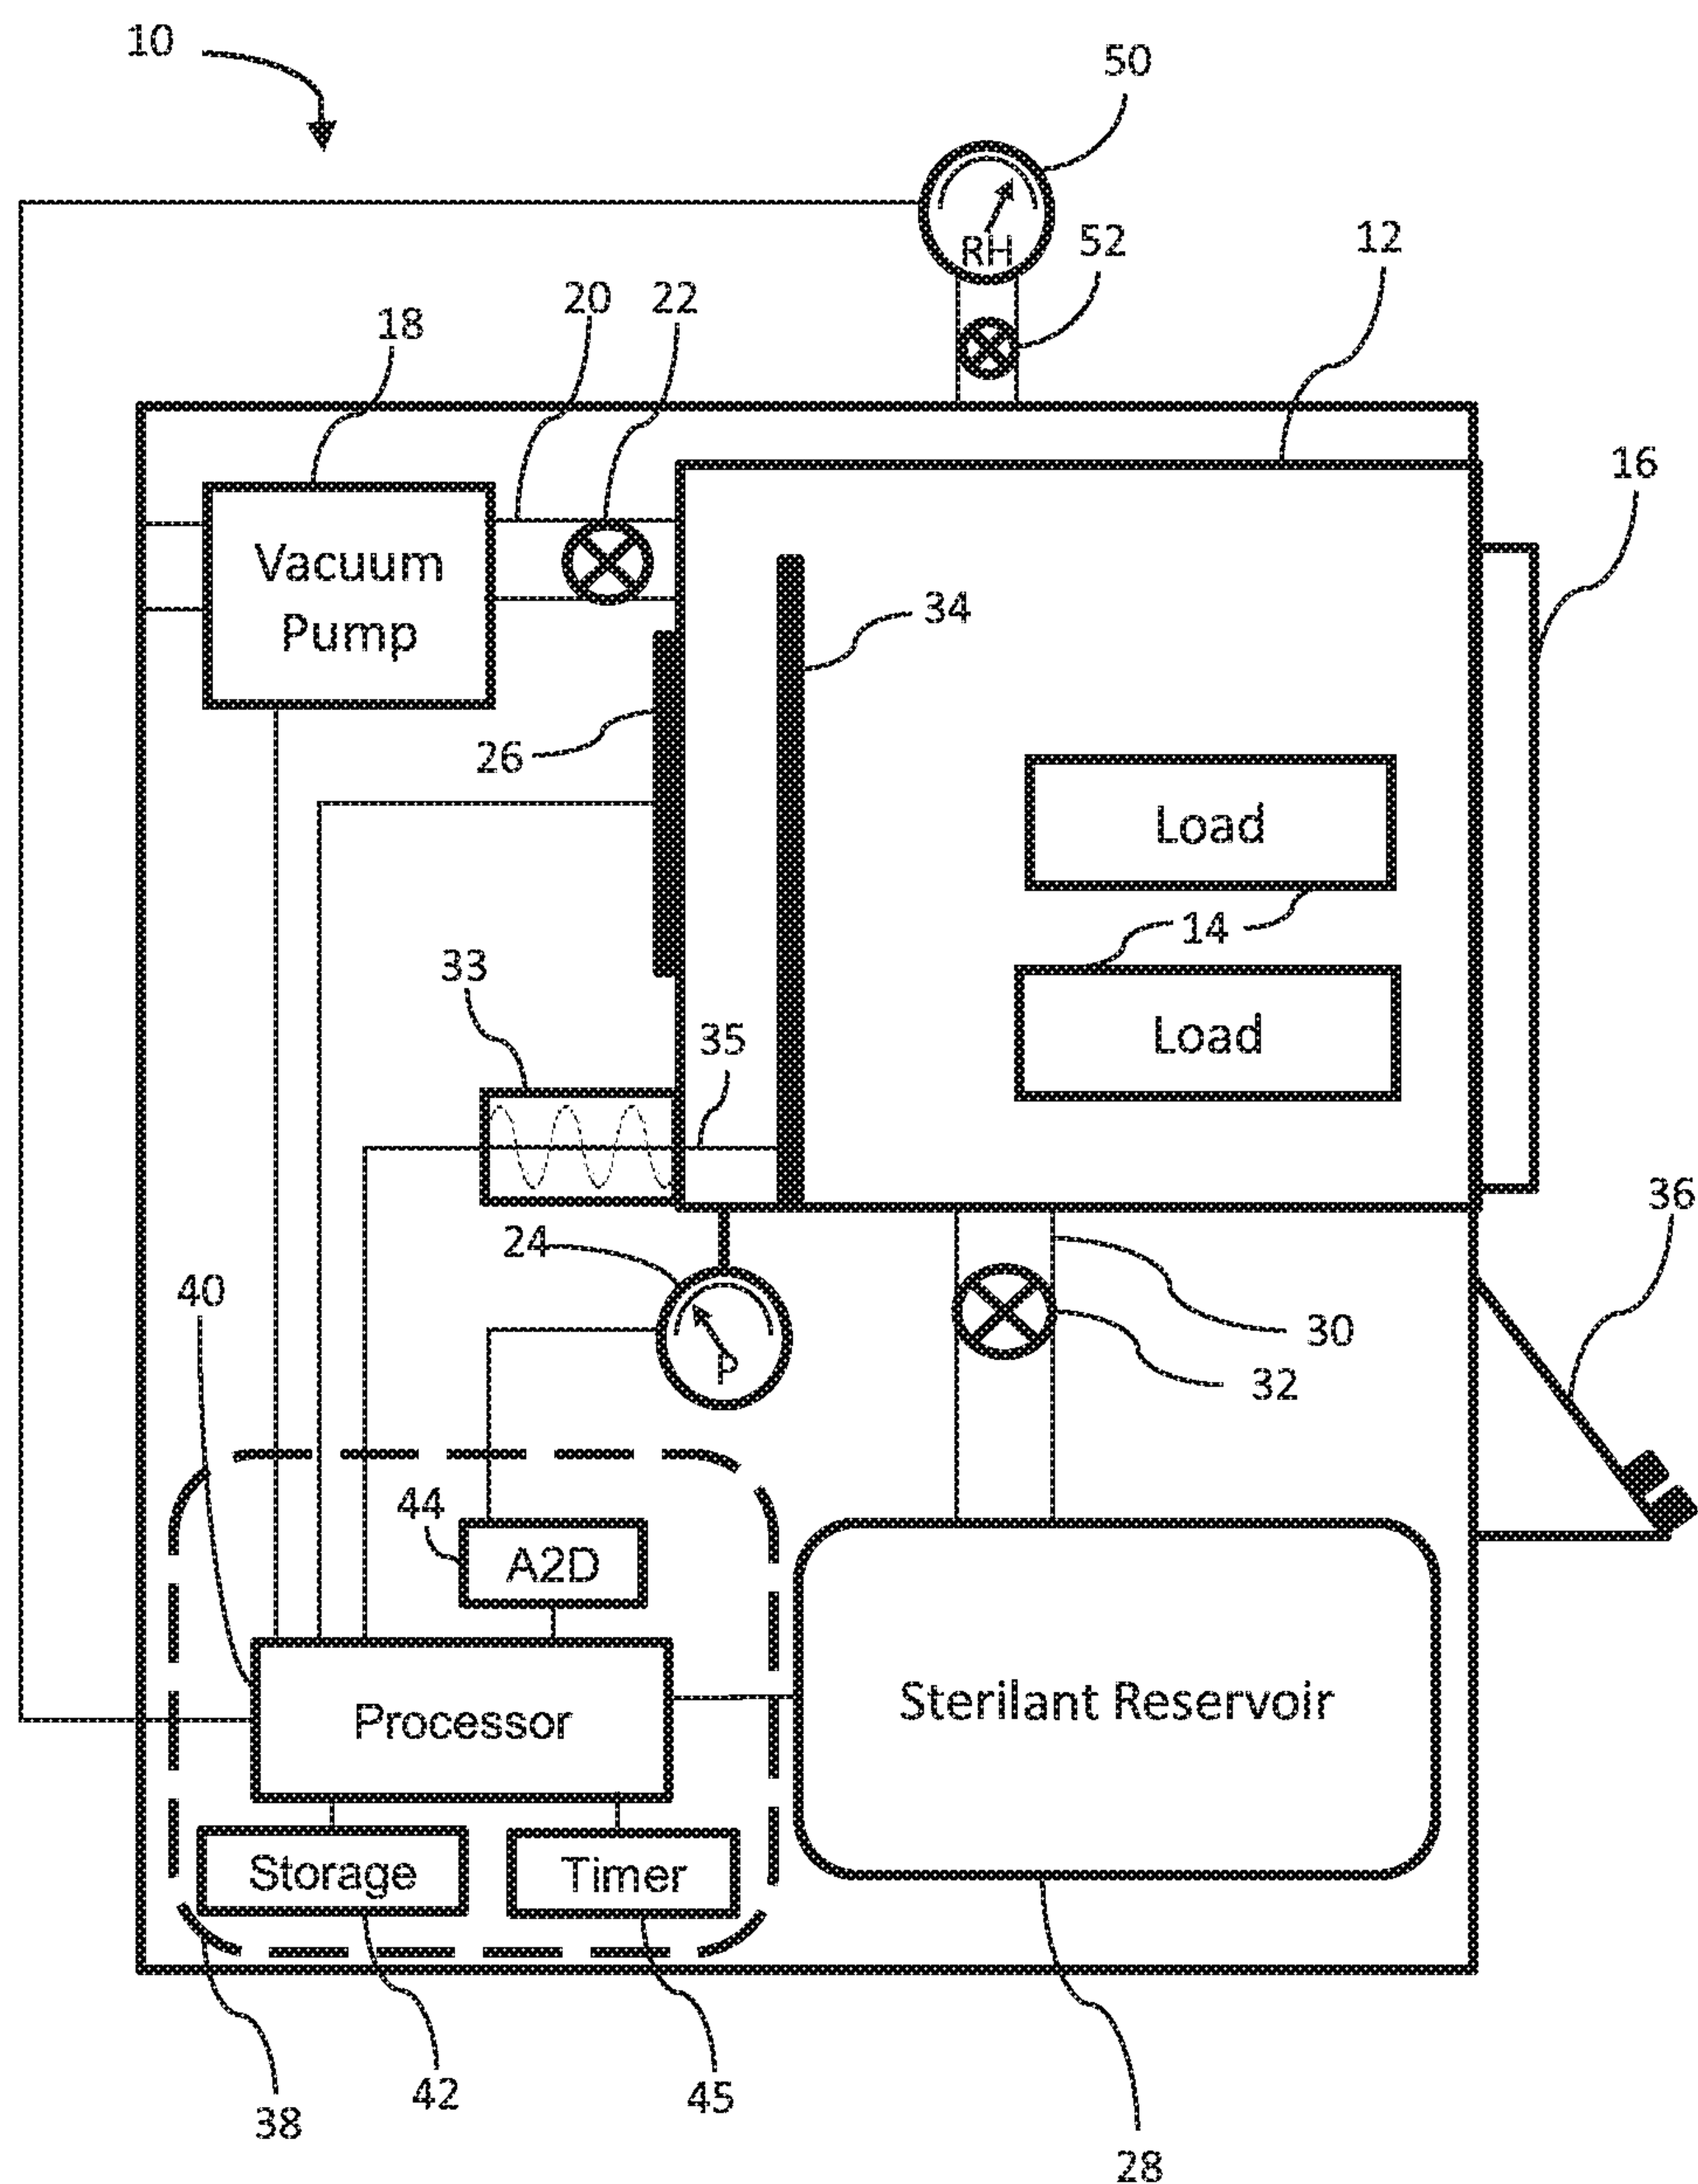 10
50
RH
52
12
20
22
18
16
Vacuum
Pump
34
26
Load
14
33
Load
35
36
24
40
P
30
32
44
A2D
Sterilant Reservoir
Processor
Storage
Timer
42
45
38
28